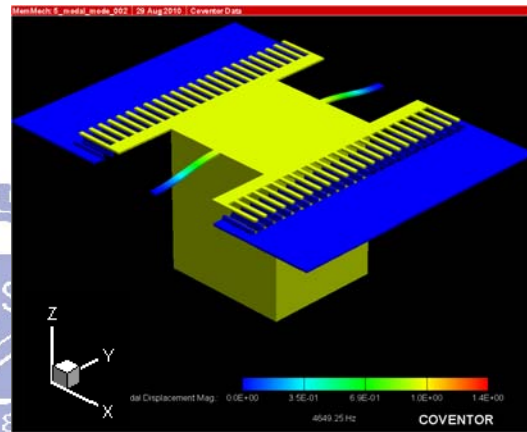 MemMech: 5_modal_mode_002 | 29 Aug 2010 | Coventor Data
Z
Y
X
dal Displacement Mag.: 0.0E+00 3.5E-01 6.9E-01 1.0E+00 1.4E+00
4649.25 Hz COVENTOR